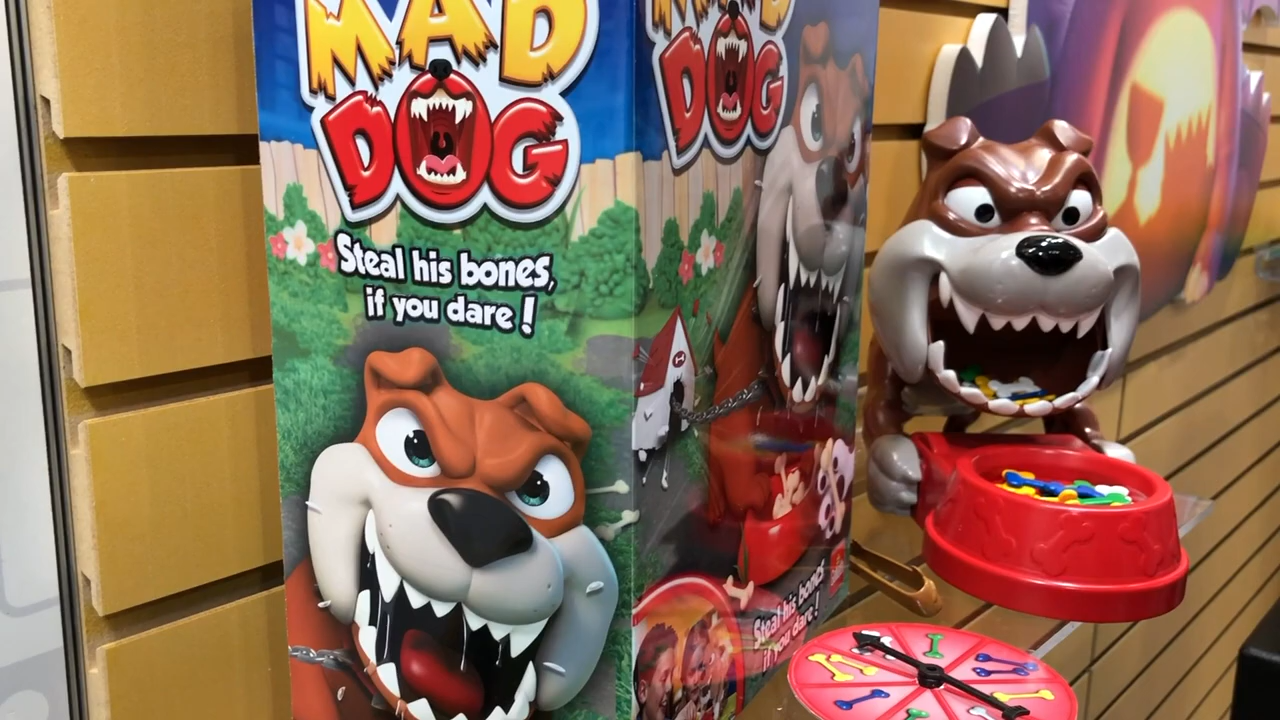 MAD
DOG
Steal his bones,
if you dare!
MAD
DOG
Steal his bones
if you dare!